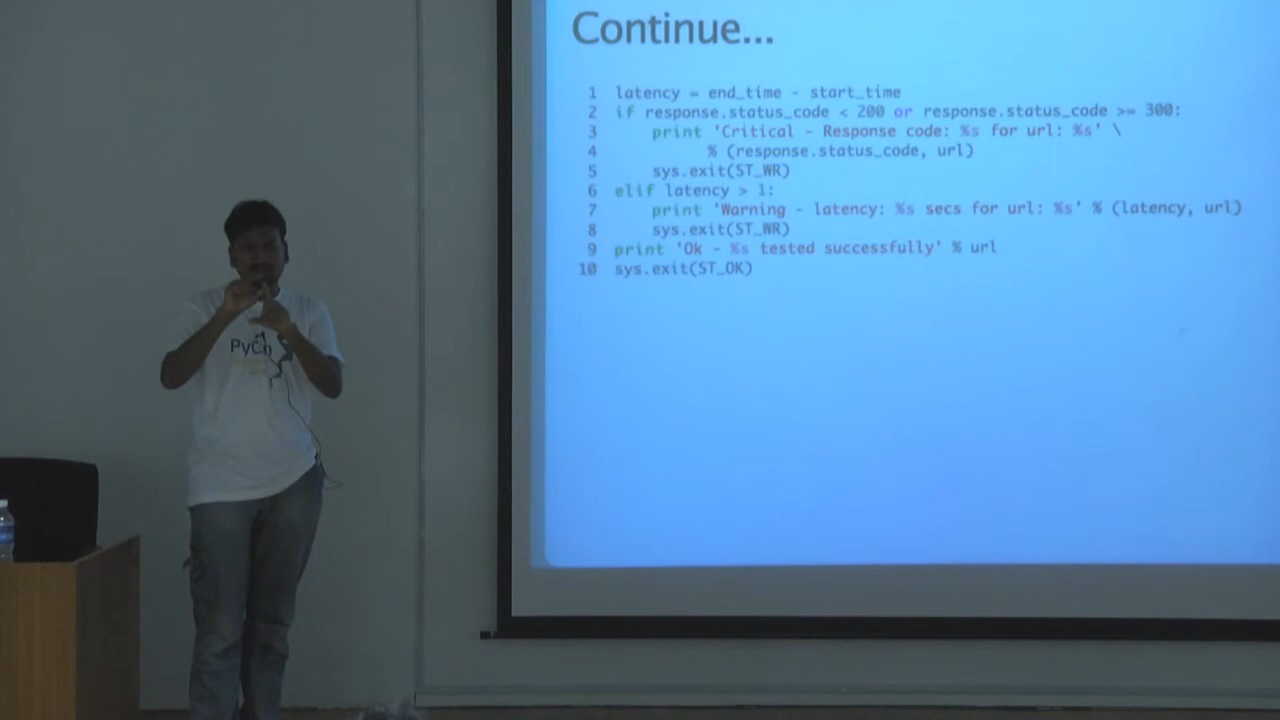 Continue...
1 latency = end_time - start_time
2 if response.status_code < 200 or response.status_code >= 300:
3 print 'Critical - Response code: %s for url: %s' \
4 % (response.status_code, url)
5 sys.exit(ST_WR)
6 elif latency > 1:
7 print 'Warning - latency: %s secs for url: %s' % (latency, url)
8 sys.exit(ST_WR)
9 print 'Ok - %s tested successfully' % url
10 sys.exit(ST_OK)